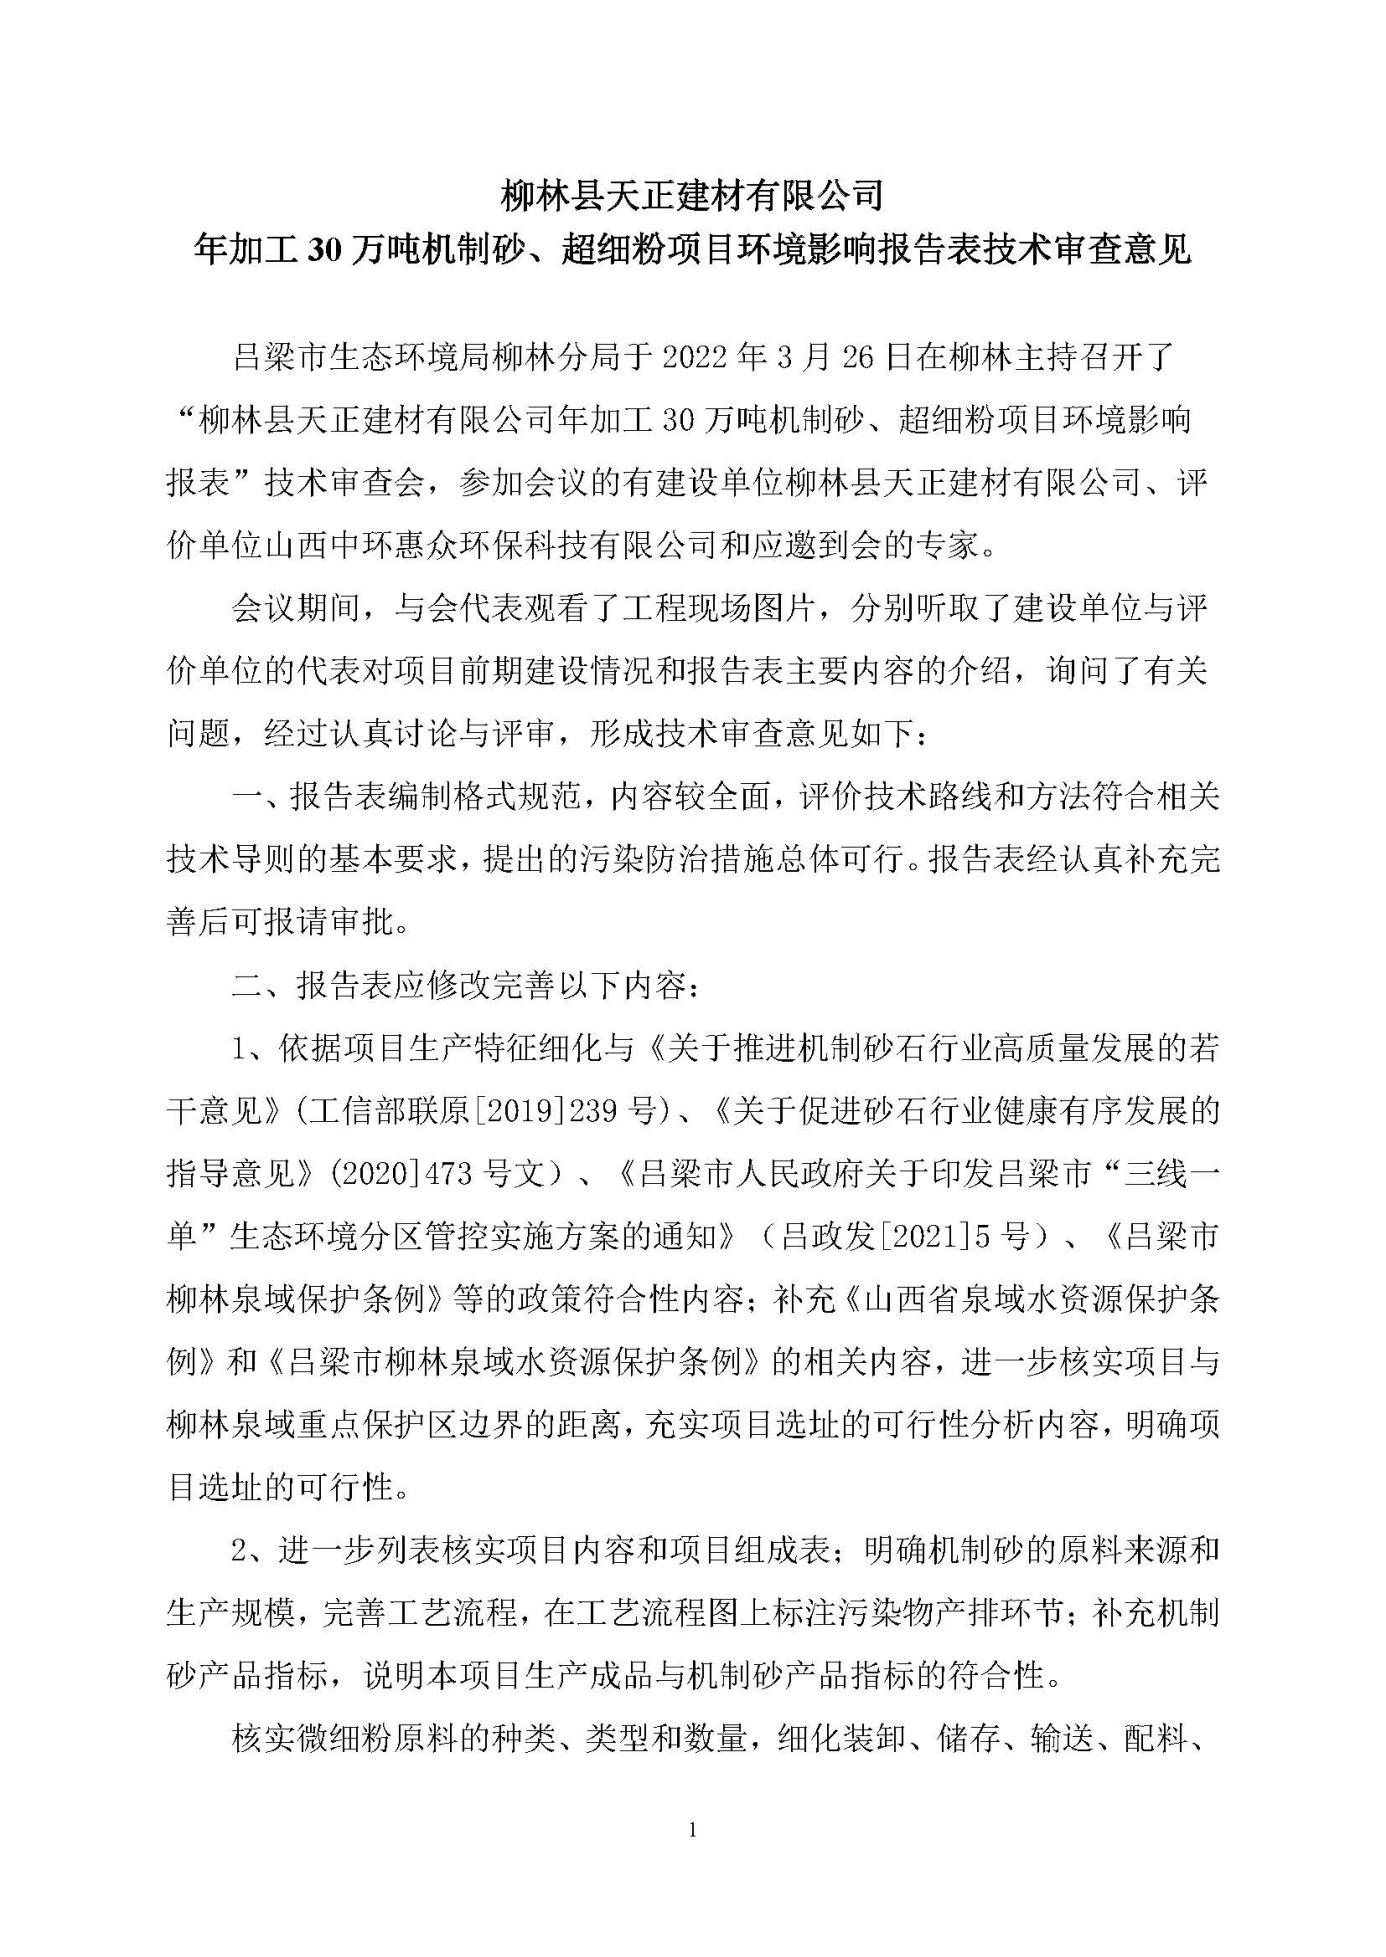 柳林县天正建材有限公司
年加工 30 万吨机制砂、超细粉项目环境影响报告表技术审查意见
吕梁市生态环境局柳林分局于 2022 年 3 月 26 日在柳林主持召开了
“柳林县天正建材有限公司年加工 30 万吨机制砂、超细粉项目环境影响
报表”技术审查会，参加会议的有建设单位柳林县天正建材有限公司、评
价单位山西中环惠众环保科技有限公司和应邀到会的专家。
会议期间，与会代表观看了工程现场图片，分别听取了建设单位与评
价单位的代表对项目前期建设情况和报告表主要内容的介绍，询问了有关
问题，经过认真讨论与评审，形成技术审查意见如下：
一、报告表编制格式规范，内容较全面，评价技术路线和方法符合相关
技术导则的基本要求，提出的污染防治措施总体可行。报告表经认真补充完
善后可报请审批。
二、报告表应修改完善以下内容：
1、依据项目生产特征细化与《关于推进机制砂石行业高质量发展的若
干意见》(工信部联原[2019]239 号)、《关于促进砂石行业健康有序发展的
指导意见》(2020]473 号文）、《吕梁市人民政府关于印发吕梁市“三线一
单”生态环境分区管控实施方案的通知》（吕政发[2021]5 号）、《吕梁市
柳林泉域保护条例》等的政策符合性内容；补充《山西省泉域水资源保护条
例》和《吕梁市柳林泉域水资源保护条例》的相关内容，进一步核实项目与
柳林泉域重点保护区边界的距离，充实项目选址的可行性分析内容，明确项
目选址的可行性。
2、进一步列表核实项目内容和项目组成表；明确机制砂的原料来源和
生产规模，完善工艺流程，在工艺流程图上标注污染物产排环节；补充机制
砂产品指标，说明本项目生产成品与机制砂产品指标的符合性。
核实微细粉原料的种类、类型和数量，细化装卸、储存、输送、配料、
1